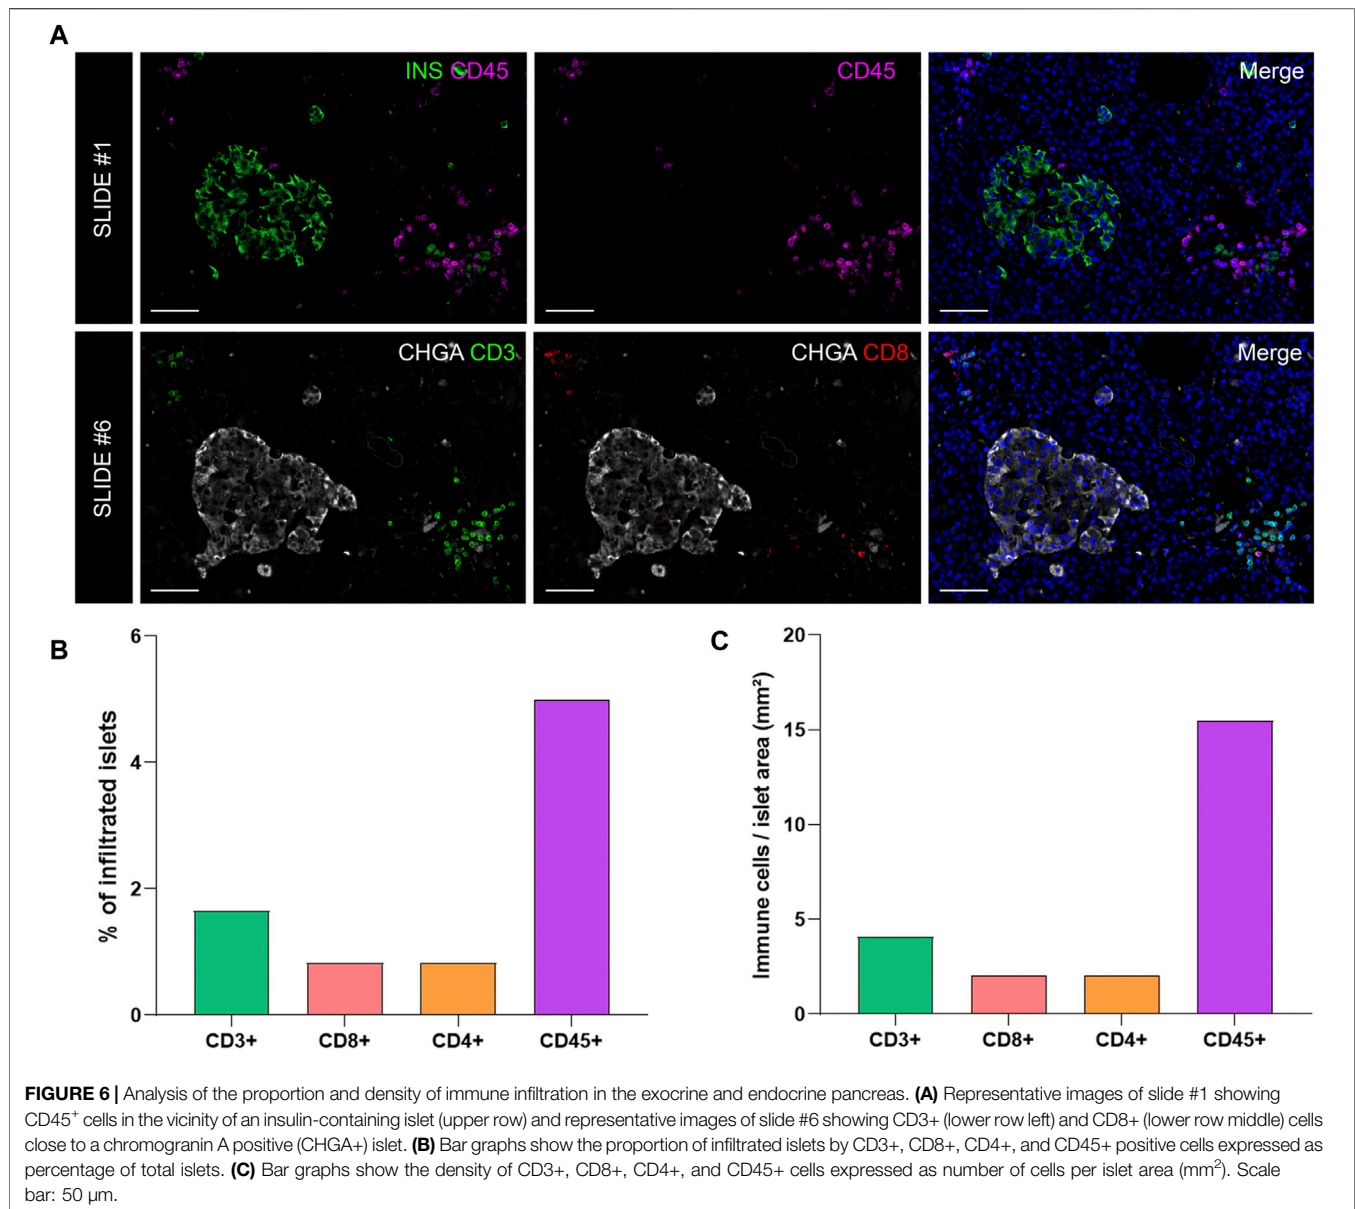 A
SLIDE #1
INS CD45
CD45
Merge
SLIDE #6
CHGA CD3
CHGA CD8
Merge
B
% of infiltrated islets
6
4
2
0
CD3+ CD8+ CD4+ CD45+
C
Immune cells / islet area (mm²)
20
15
10
5
0
CD3+ CD8+ CD4+ CD45+
FIGURE 6 | Analysis of the proportion and density of immune infiltration in the exocrine and endocrine pancreas. (A) Representative images of slide #1 showing
CD45⁺ cells in the vicinity of an insulin-containing islet (upper row) and representative images of slide #6 showing CD3+ (lower row left) and CD8+ (lower row middle) cells
close to a chromogranin A positive (CHGA+) islet. (B) Bar graphs show the proportion of infiltrated islets by CD3+, CD8+, CD4+, and CD45+ positive cells expressed as
percentage of total islets. (C) Bar graphs show the density of CD3+, CD8+, CD4+, and CD45+ cells expressed as number of cells per islet area (mm²). Scale
bar: 50 µm.